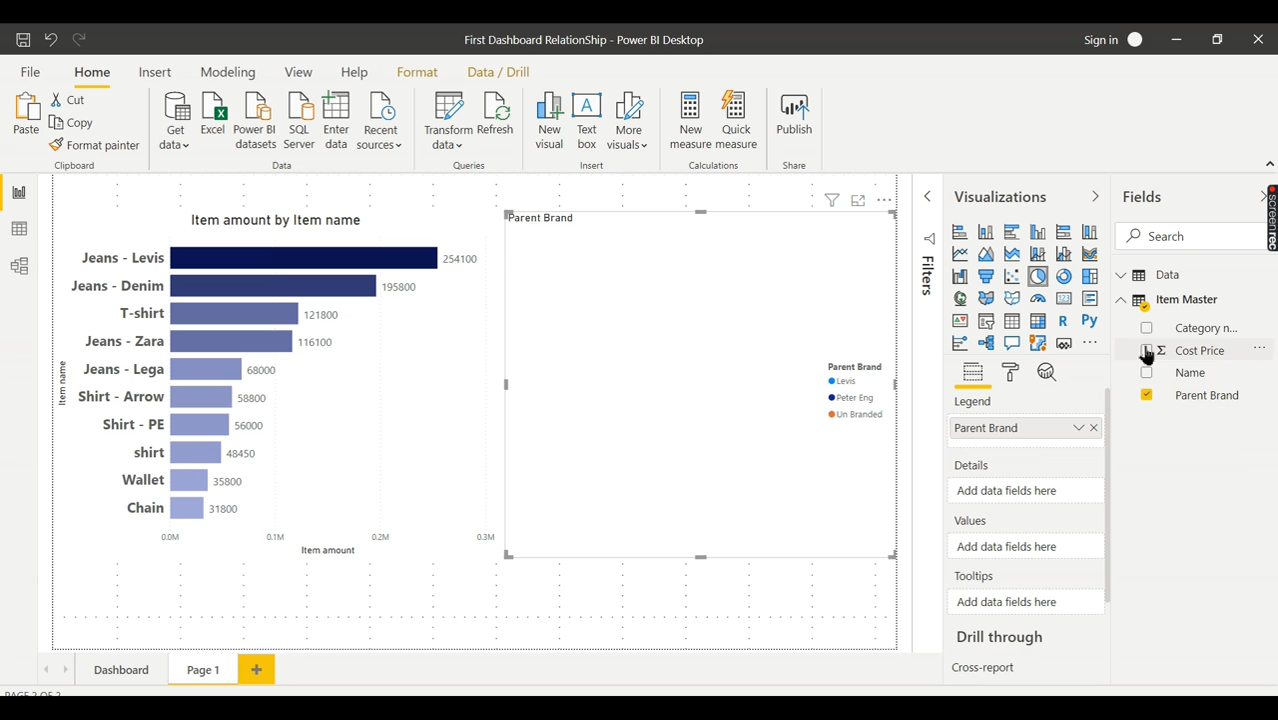 First Dashboard RelationShip - Power BI Desktop
Sign in
File Home Insert Modeling View Help Format Data / Drill
Paste
Cut
Copy
Format painter
Clipboard
Get data
Excel
Power BI datasets
SQL Server
Enter data
Recent sources
Data
Transform data
Refresh
Queries
New visual
Text box
More visuals
Insert
New measure
Quick measure
Calculations
Publish
Share
Item amount by Item name
Item name
Jeans - Levis 254100
Jeans - Denim 195800
T-shirt 121800
Jeans - Zara 116100
Jeans - Lega 68000
Shirt - Arrow 58800
Shirt - PE 56000
shirt 48450
Wallet 35800
Chain 31800
0.0M 0.1M 0.2M 0.3M
Item amount
Parent Brand
Parent Brand
Levis
Peter Eng
Un Branded
Filters
Visualizations
R Py
Legend
Parent Brand
Details
Add data fields here
Values
Add data fields here
Tooltips
Add data fields here
Drill through
Cross-report
Fields
Search
Data
Item Master
Category n...
Σ Cost Price
Name
Parent Brand
screenrec
Dashboard Page 1
PAGE 2 OF 2